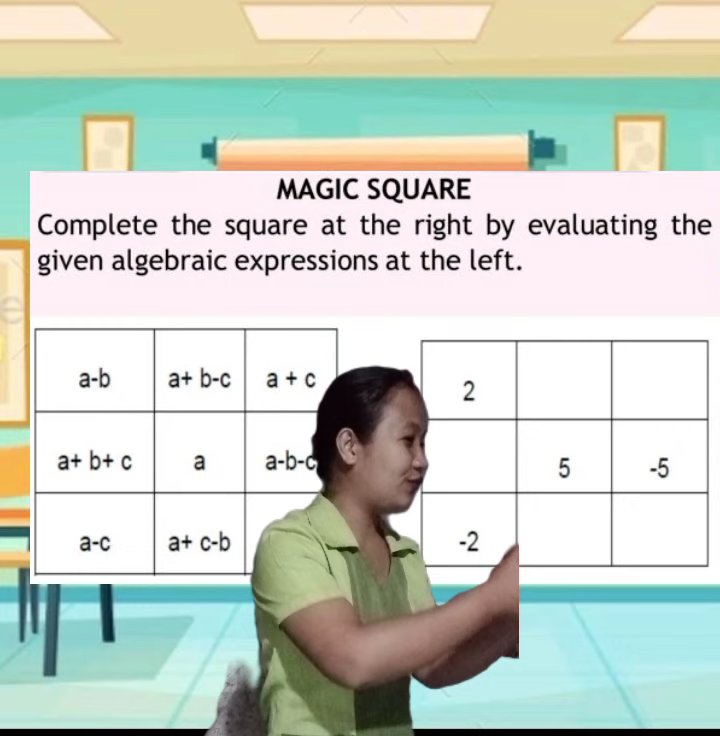 MAGIC SQUARE
Complete the square at the right by evaluating the
given algebraic expressions at the left.
a-b a+ b-c a + c
a+ b+ c a a-b-c
a-c a+ c-b
2
5 -5
-2